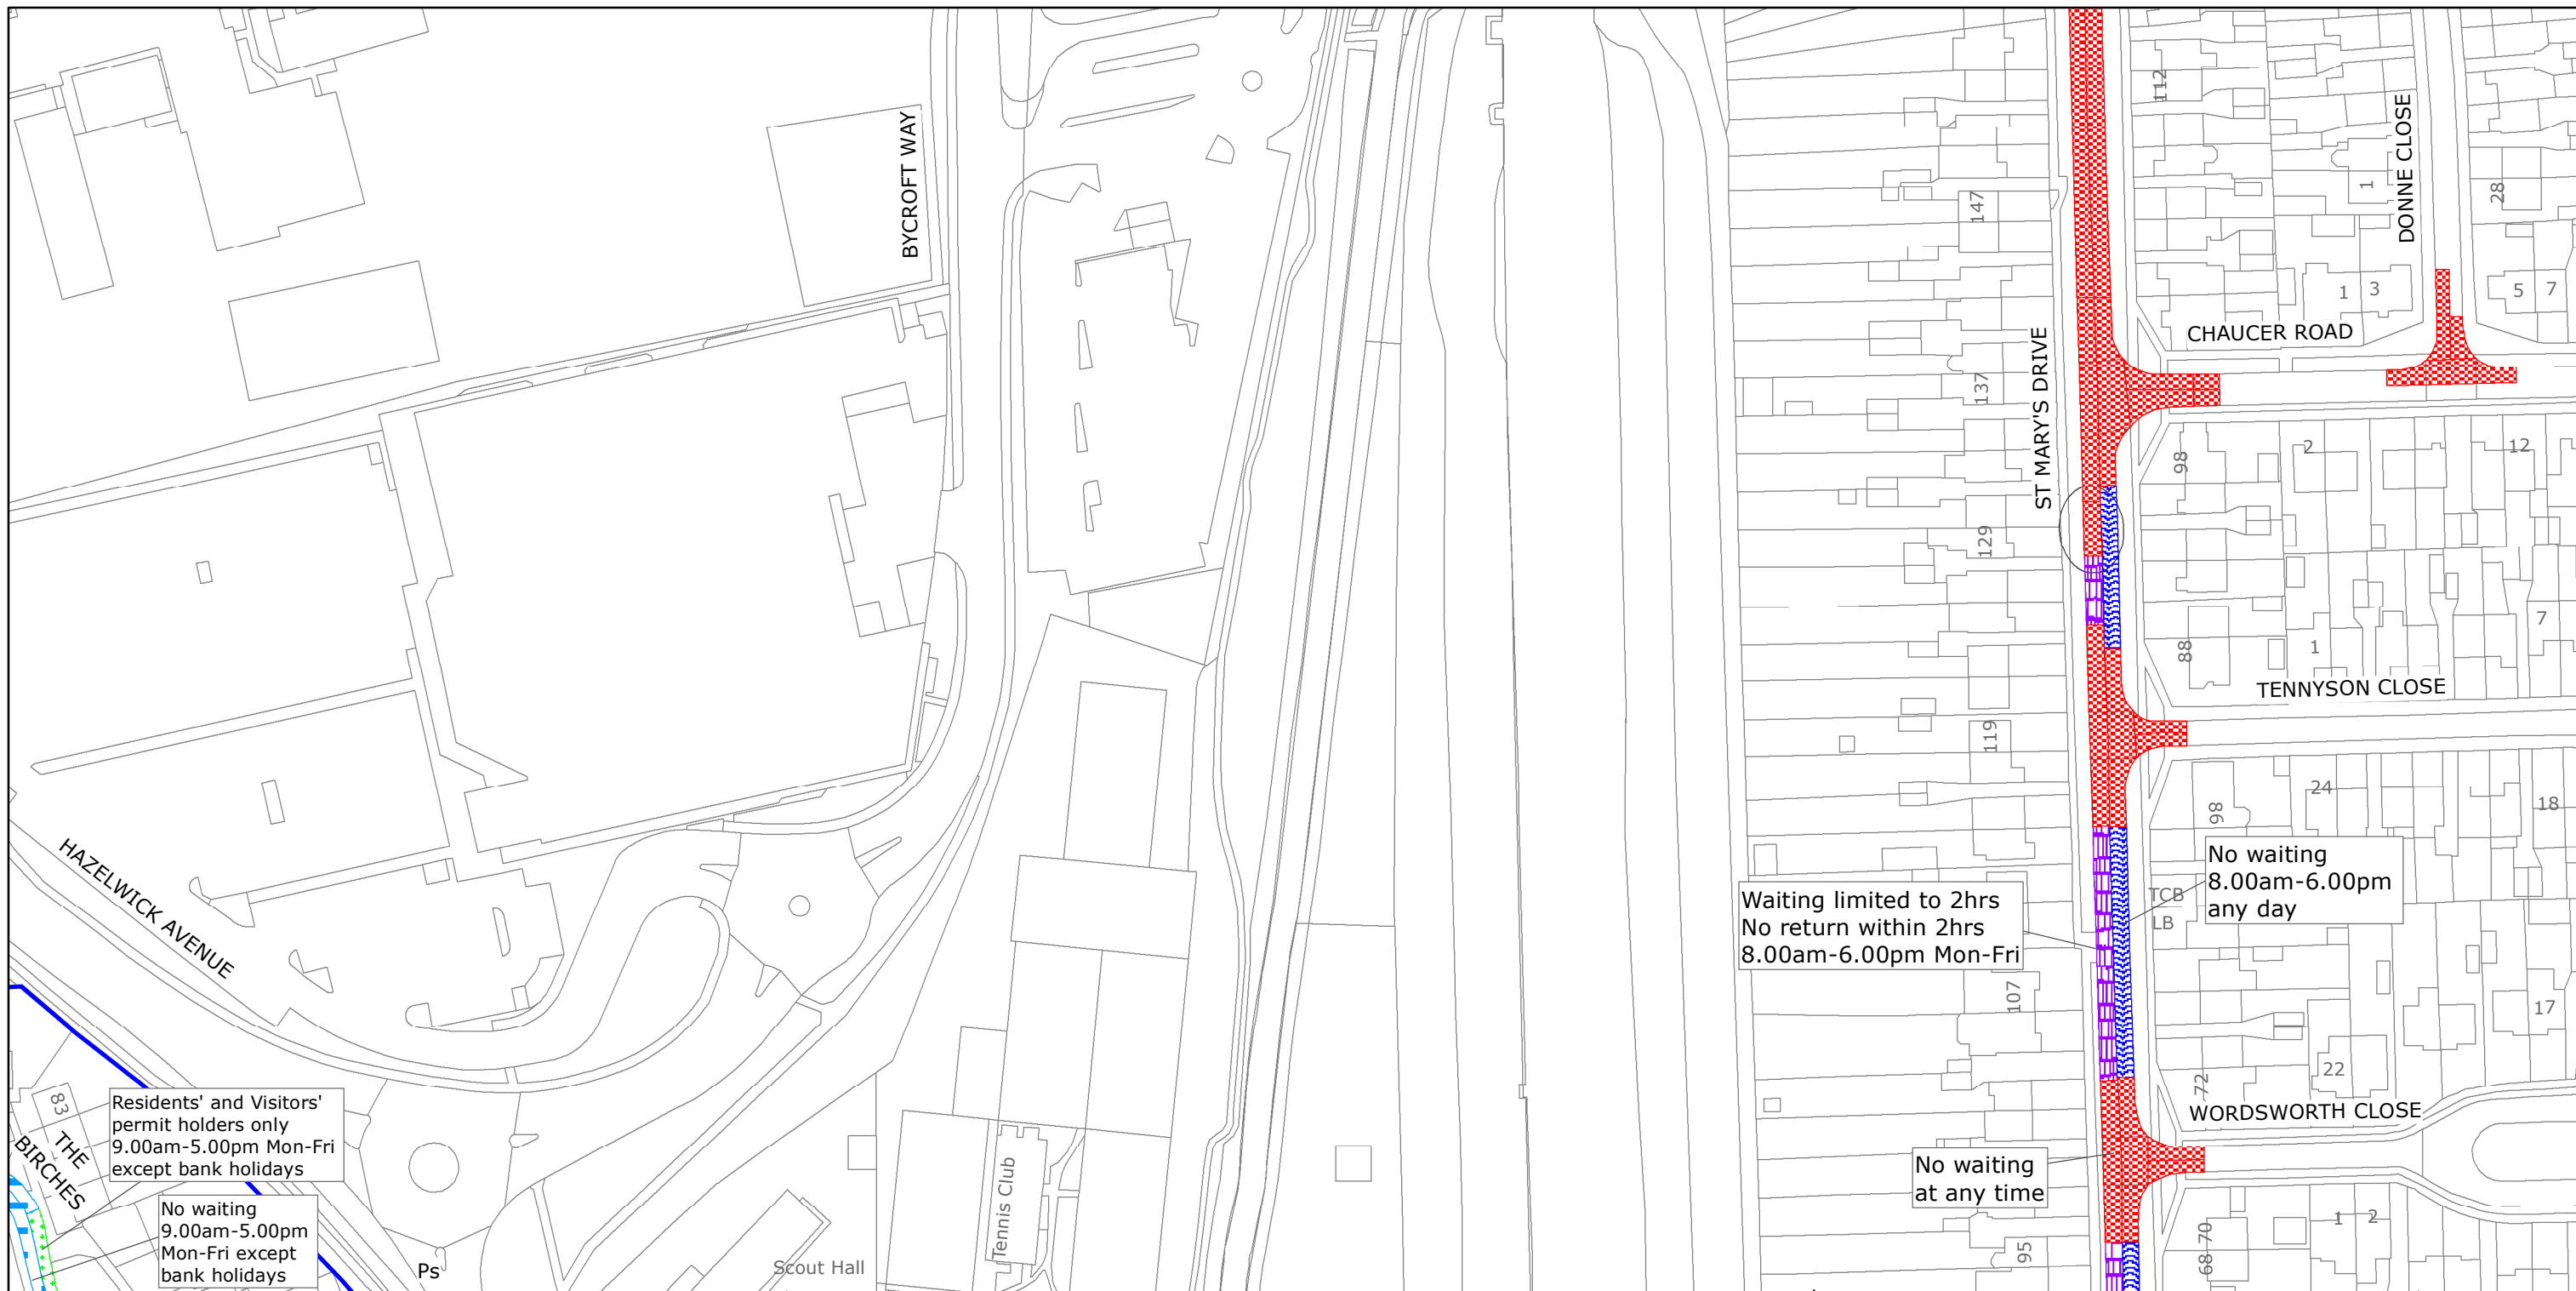 BYCROFT WAY
HAZELWICK AVENUE
83
THE
BIRCHES
Residents' and Visitors'
permit holders only
9.00am-5.00pm Mon-Fri
except bank holidays
No waiting
9.00am-5.00pm
Mon-Fri except
bank holidays
Ps
Scout Hall
Tennis Club
147
137
129
119
107
95
ST MARY'S DRIVE
Waiting limited to 2hrs
No return within 2hrs
8.00am-6.00pm Mon-Fri
No waiting
at any time
112
1
DONNE CLOSE
28
1
3
5
7
CHAUCER ROAD
98
2
12
88
1
7
TENNYSON CLOSE
98
24
18
No waiting
8.00am-6.00pm
any day
TCB
LB
17
72
22
WORDSWORTH CLOSE
68
70
1
2